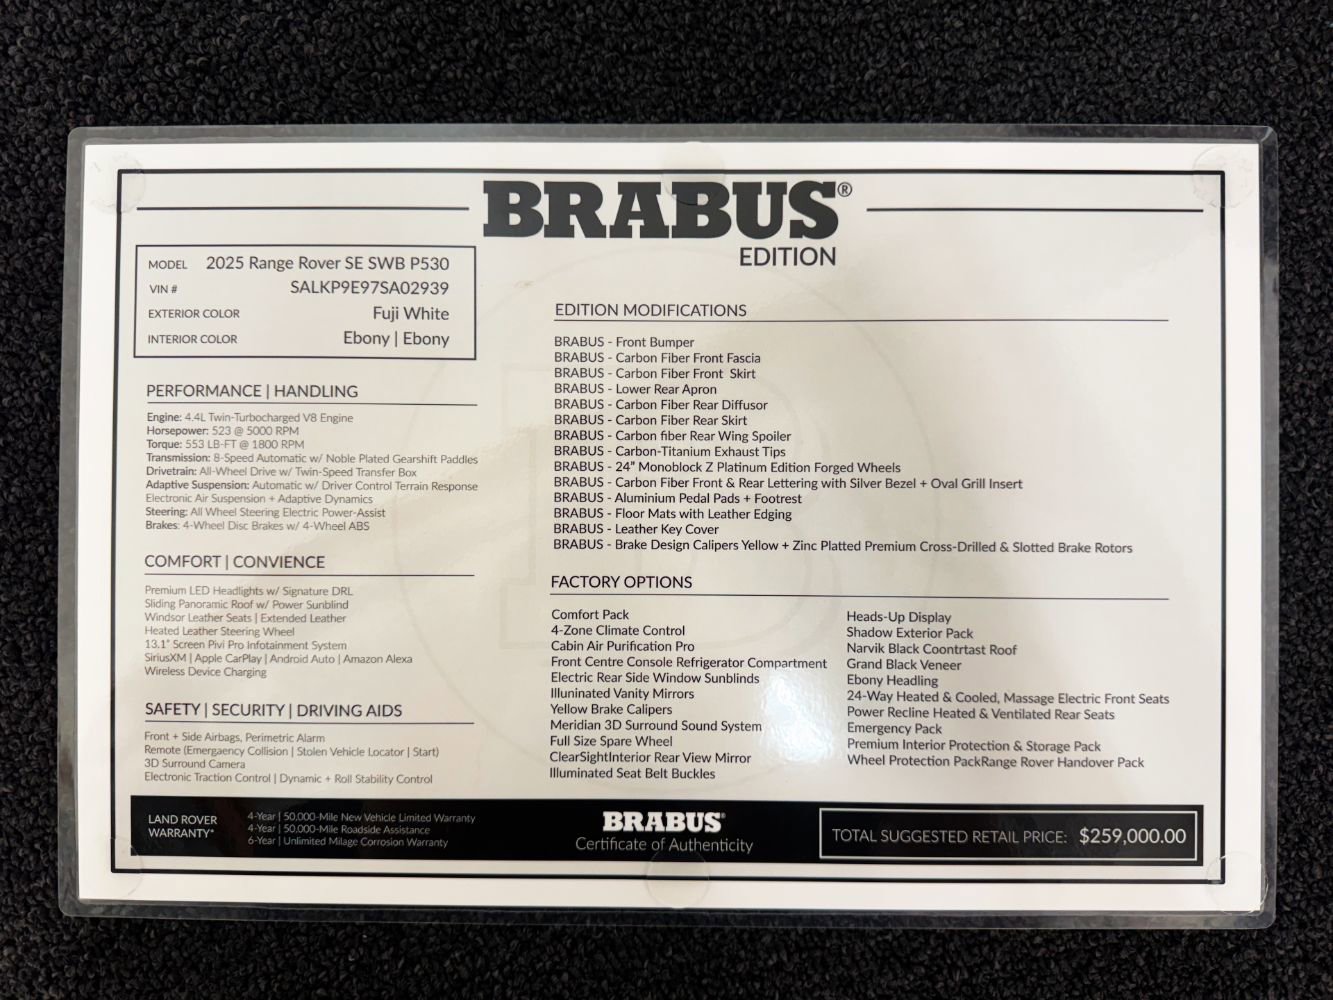 BRABUS®
EDITION
MODEL 2025 Range Rover SE SWB P530
VIN # SALKP9E97SA02939
EXTERIOR COLOR Fuji White
INTERIOR COLOR Ebony | Ebony
PERFORMANCE | HANDLING
Engine: 4.4L Twin-Turbocharged V8 Engine
Horsepower: 523 @ 5000 RPM
Torque: 553 LB-FT @ 1800 RPM
Transmission: 8-Speed Automatic w/ Noble Plated Gearshift Paddles
Drivetrain: All-Wheel Drive w/ Twin-Speed Transfer Box
Adaptive Suspension: Automatic w/ Driver Control Terrain Response
Electronic Air Suspension + Adaptive Dynamics
Steering: All Wheel Steering Electric Power-Assist
Brakes: 4-Wheel Disc Brakes w/ 4-Wheel ABS
COMFORT | CONVIENCE
Premium LED Headlights w/ Signature DRL
Sliding Panoramic Roof w/ Power Sunblind
Windsor Leather Seats | Extended Leather
Heated Leather Steering Wheel
13.1" Screen Pivi Pro Infotainment System
SiriusXM | Apple CarPlay | Android Auto | Amazon Alexa
Wireless Device Charging
SAFETY | SECURITY | DRIVING AIDS
Front + Side Airbags, Perimetric Alarm
Remote (Emergaency Collision | Stolen Vehicle Locator | Start)
3D Surround Camera
Electronic Traction Control | Dynamic + Roll Stability Control
EDITION MODIFICATIONS
BRABUS - Front Bumper
BRABUS - Carbon Fiber Front Fascia
BRABUS - Carbon Fiber Front Skirt
BRABUS - Lower Rear Apron
BRABUS - Carbon Fiber Rear Diffusor
BRABUS - Carbon Fiber Rear Skirt
BRABUS - Carbon fiber Rear Wing Spoiler
BRABUS - Carbon-Titanium Exhaust Tips
BRABUS - 24" Monoblock Z Platinum Edition Forged Wheels
BRABUS - Carbon Fiber Front & Rear Lettering with Silver Bezel + Oval Grill Insert
BRABUS - Aluminium Pedal Pads + Footrest
BRABUS - Floor Mats with Leather Edging
BRABUS - Leather Key Cover
BRABUS - Brake Design Calipers Yellow + Zinc Platted Premium Cross-Drilled & Slotted Brake Rotors
FACTORY OPTIONS
Comfort Pack
4-Zone Climate Control
Cabin Air Purification Pro
Front Centre Console Refrigerator Compartment
Electric Rear Side Window Sunblinds
Illuninated Vanity Mirrors
Yellow Brake Calipers
Meridian 3D Surround Sound System
Full Size Spare Wheel
ClearSightInterior Rear View Mirror
Illuminated Seat Belt Buckles
Heads-Up Display
Shadow Exterior Pack
Narvik Black Coontrtast Roof
Grand Black Veneer
Ebony Headling
24-Way Heated & Cooled, Massage Electric Front Seats
Power Recline Heated & Ventilated Rear Seats
Emergency Pack
Premium Interior Protection & Storage Pack
Wheel Protection PackRange Rover Handover Pack
LAND ROVER
WARRANTY*
4-Year | 50,000-Mile New Vehicle Limited Warranty
4-Year | 50,000-Mile Roadside Assistance
6-Year | Unlimited Milage Corrosion Warranty
BRABUS®
Certificate of Authenticity
TOTAL SUGGESTED RETAIL PRICE: $259,000.00